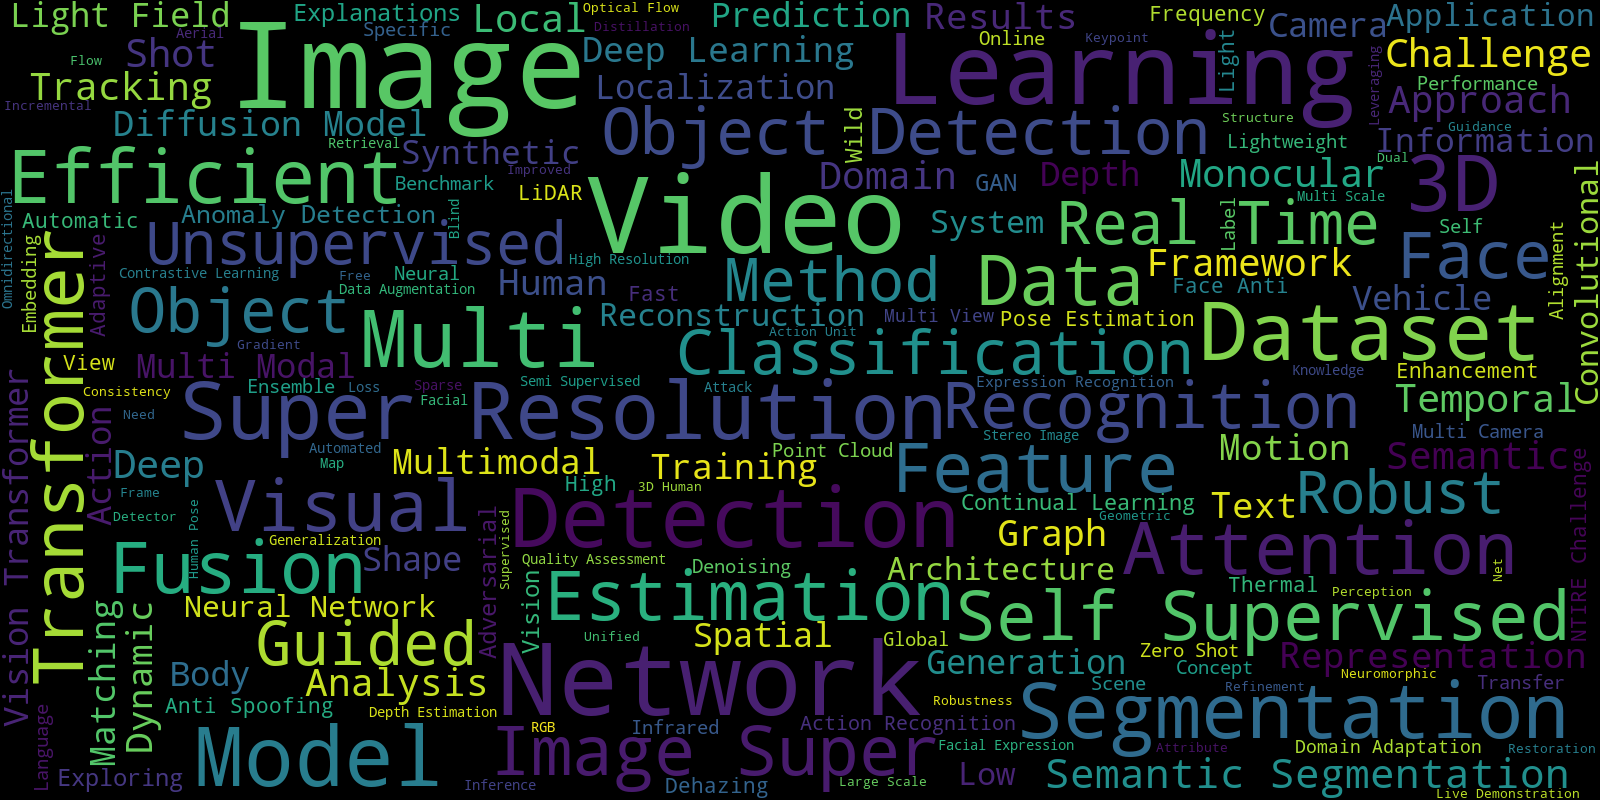 Light Field
Explanations
Local
Optical Flow
Prediction
Results
Frequency
Camera
Application
Aerial
Specific
Distillation
Image
Learning
Online
Keypoint
Light
Leveraging
Challenge
Shot
Flow
Deep Learning
Tracking
Localization
Performance
Incremental
Approach
Diffusion Model
Object Detection
Wild
Structure
Guidance
Retrieval
Synthetic
Lightweight
Information
Efficient
Improved
Benchmark
LiDAR
Video
Domain
GAN
Depth
Monocular
Dual
3D
Multi Scale
Convolutional
Omnidirectional
Automatic
Anomaly Detection
Blind
System
Real Time
Label
Self
Transformer
Embedding
Adaptive
Unsupervised
High Resolution
Method
Data
Framework
Face
Alignment
Contrastive Learning
Free
Neural
Data Augmentation
Human
Fast
Face Anti
Vehicle
Object
Multi
Reconstruction
Multi View
Pose Estimation
Dataset
Gradient
Action Unit
Classification
View
Multi Modal
Consistency
Ensemble
Loss
Sparse
Semi Supervised
Attack
Expression Recognition
Knowledge
Enhancement
Facial
Need
Super Resolution
Recognition
Temporal
Vision Transformer
Action
Deep
Automated
Map
Multimodal
Training
Point Cloud
Stereo Image
Motion
Multi Camera
Semantic
Feature
Frame
Visual
High
3D Human
Continual Learning
Text
Robust
Detector
Human Pose
Adversarial
Supervised
Detection
Geometric
Graph
Attention
NTIRE Challenge
Net
Generalization
Fusion
Shape
Quality Assessment
Denoising
Architecture
Thermal
Perception
Matching
Dynamic
Neural Network
Vision
Estimation
Self Supervised
Guided
Unified
Spatial
Global
Zero Shot
Representation
Body
Analysis
Network
Generation
Concept
Scene
Refinement
Neuromorphic
Transfer
Anti Spoofing
Depth Estimation
Robustness
Segmentation
Language
Model
RGB
Infrared
Action Recognition
Image Super
Facial Expression
Attribute
Domain Adaptation
Restoration
Exploring
Inference
Dehazing
Large Scale
Low
Semantic Segmentation
Live Demonstration